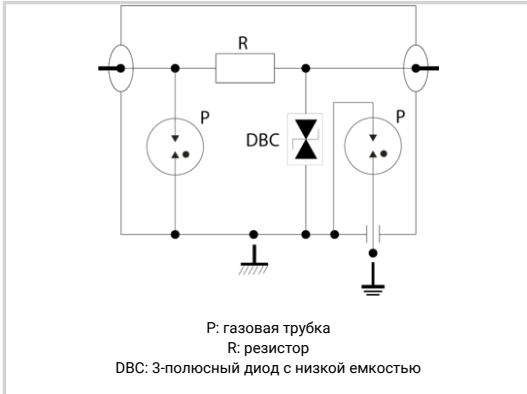 R
P
DBC
P
P: газовая трубка
R: резистор
DBC: 3-полюсный диод с низкой емкостью